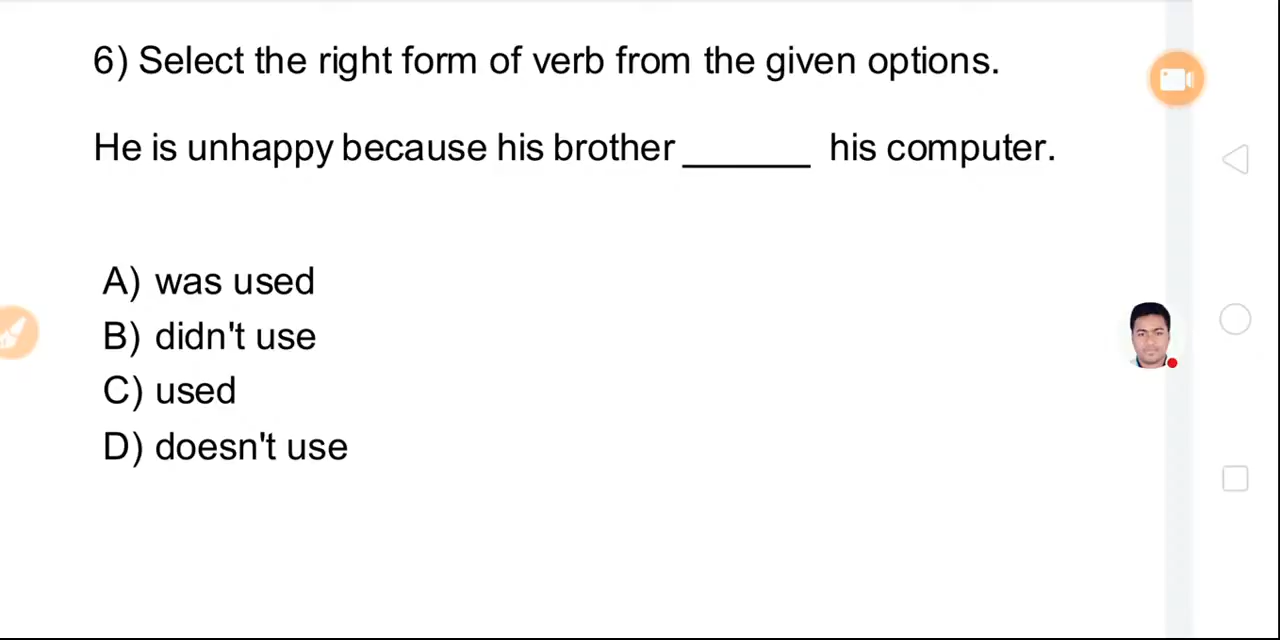 6) Select the right form of verb from the given options.
He is unhappy because his brother ______ his computer.
A) was used
B) didn't use
C) used
D) doesn't use